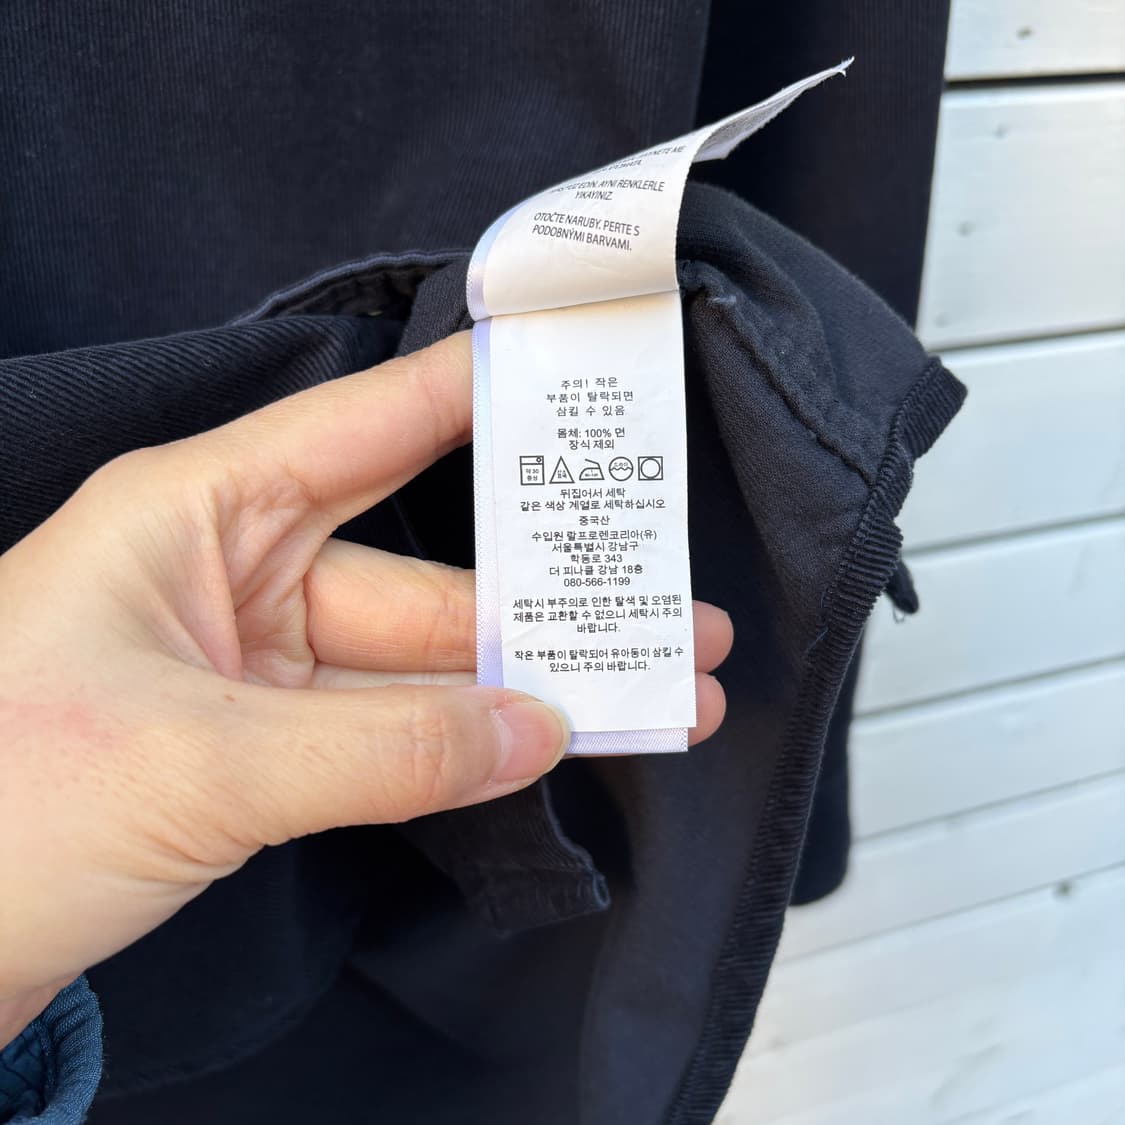 YIKAYINIZ.
EDIN. AYNI RENKLERLE
OTOČTE NARUBY. PERTE S
PODOBNÝMI BARVAMI.
주의! 작은
부품이 탈락되면
삼킬 수 있음
몸체: 100% 면
장식 제외
약 30
중성
뒤집어서 세탁
같은 색상 계열로 세탁하십시오
중국산
수입원 랄프로렌코리아(유)
서울특별시 강남구
학동로 343
더 피나클 강남 18층
080-566-1199
세탁시 부주의로 인한 탈색 및 오염된
제품은 교환할 수 없으니 세탁시 주의
바랍니다.
작은 부품이 탈락되어 유아동이 삼킬 수
있으니 주의 바랍니다.